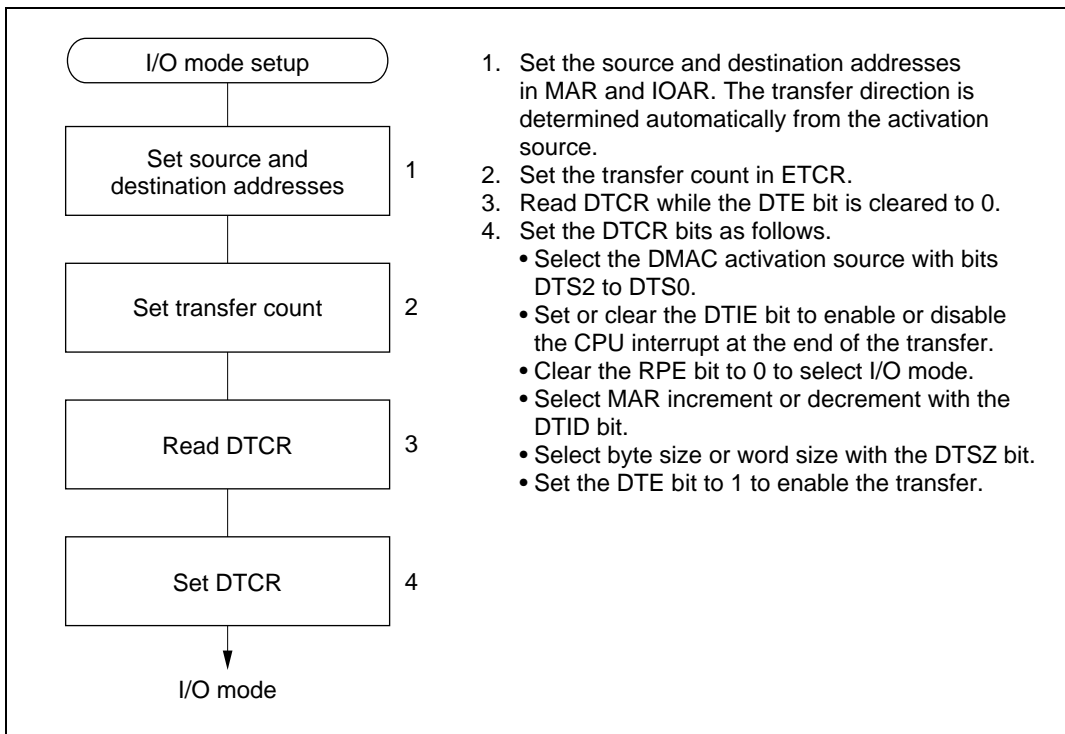 I/O mode setup
Set source and
destination addresses
1
Set transfer count
2
Read DTCR
3
Set DTCR
4
I/O mode
1. Set the source and destination addresses
in MAR and IOAR. The transfer direction is
determined automatically from the activation
source.
2. Set the transfer count in ETCR.
3. Read DTCR while the DTE bit is cleared to 0.
4. Set the DTCR bits as follows.
• Select the DMAC activation source with bits
DTS2 to DTS0.
• Set or clear the DTIE bit to enable or disable
the CPU interrupt at the end of the transfer.
• Clear the RPE bit to 0 to select I/O mode.
• Select MAR increment or decrement with the
DTID bit.
• Select byte size or word size with the DTSZ bit.
• Set the DTE bit to 1 to enable the transfer.